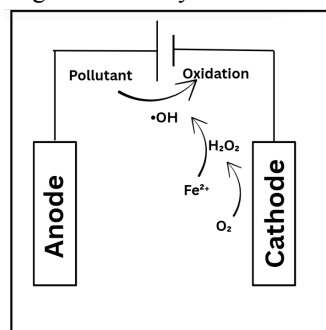 Pollutant
Oxidation
•OH
H₂O₂
Fe²⁺
O₂
Anode
Cathode